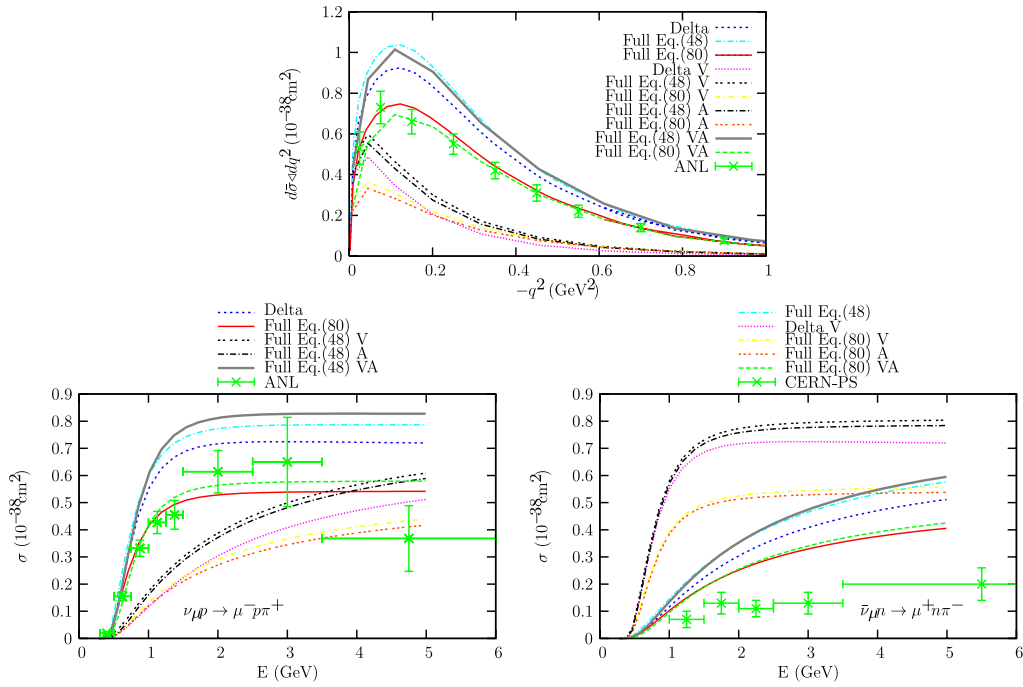 1.2
1
0.8
0.6
0.4
0.2
0
dσ̄/dq² (10⁻³⁸cm²)
Delta
Full Eq.(48)
Full Eq.(80)
Delta V
Full Eq.(48) V
Full Eq.(80) V
Full Eq.(48) A
Full Eq.(80) A
Full Eq.(48) VA
Full Eq.(80) VA
ANL
0 0.2 0.4 0.6 0.8 1
−q² (GeV²)
Delta
Full Eq.(80)
Full Eq.(48) V
Full Eq.(48) A
Full Eq.(48) VA
ANL
0.9
0.8
0.7
0.6
0.5
0.4
0.3
0.2
0.1
0
σ (10⁻³⁸cm²)
ν_μp → μ⁻pπ⁺
0 1 2 3 4 5 6
E (GeV)
Full Eq.(48)
Delta V
Full Eq.(80) V
Full Eq.(80) A
Full Eq.(80) VA
CERN-PS
0.9
0.8
0.7
0.6
0.5
0.4
0.3
0.2
0.1
0
σ (10⁻³⁸cm²)
ν̄_μn → μ⁺nπ⁻
0 1 2 3 4 5 6
E (GeV)